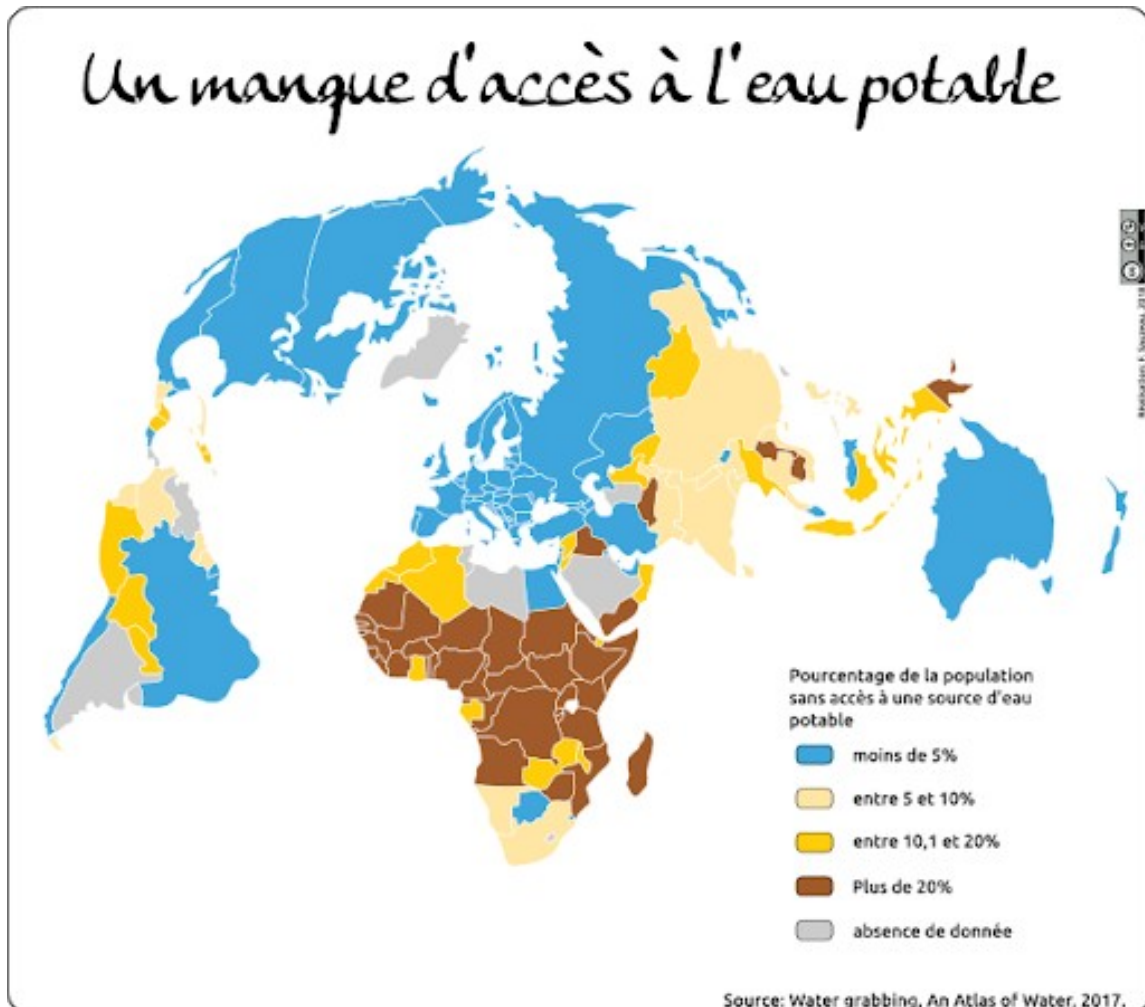 Un manque d'accès à l'eau potable
Pourcentage de la population
sans accès à une source d'eau
potable
moins de 5%
entre 5 et 10%
entre 10,1 et 20%
Plus de 20%
absence de donnée
Source: Water grabbing, An Atlas of Water, 2017.